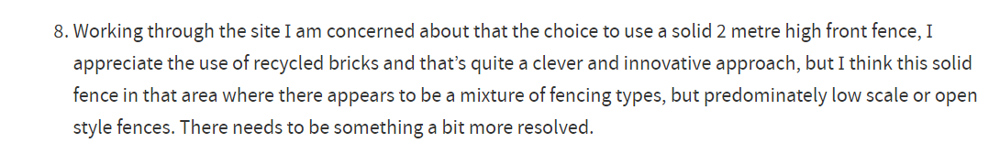 8. Working through the site I am concerned about that the choice to use a solid 2 metre high front fence, I
appreciate the use of recycled bricks and that’s quite a clever and innovative approach, but I think this solid
fence in that area where there appears to be a mixture of fencing types, but predominately low scale or open
style fences. There needs to be something a bit more resolved.